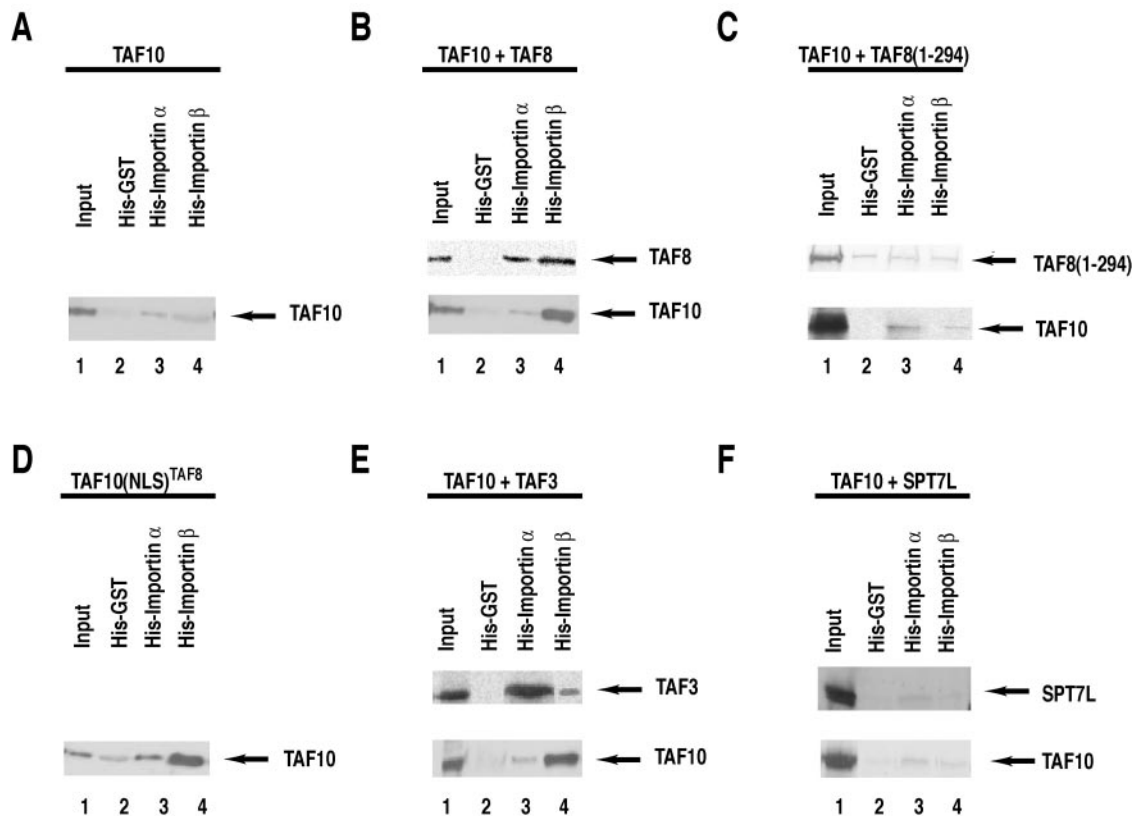 A
TAF10
Input
His-GST
His-Importin α
His-Importin β
TAF10
1 2 3 4
B
TAF10 + TAF8
Input
His-GST
His-Importin α
His-Importin β
TAF8
TAF10
1 2 3 4
C
TAF10 + TAF8(1-294)
Input
His-GST
His-Importin α
His-Importin β
TAF8(1-294)
TAF10
1 2 3 4
D
TAF10(NLS)TAF8
Input
His-GST
His-Importin α
His-Importin β
TAF10
1 2 3 4
E
TAF10 + TAF3
Input
His-GST
His-Importin α
His-Importin β
TAF3
TAF10
1 2 3 4
F
TAF10 + SPT7L
Input
His-GST
His-Importin α
His-Importin β
SPT7L
TAF10
1 2 3 4